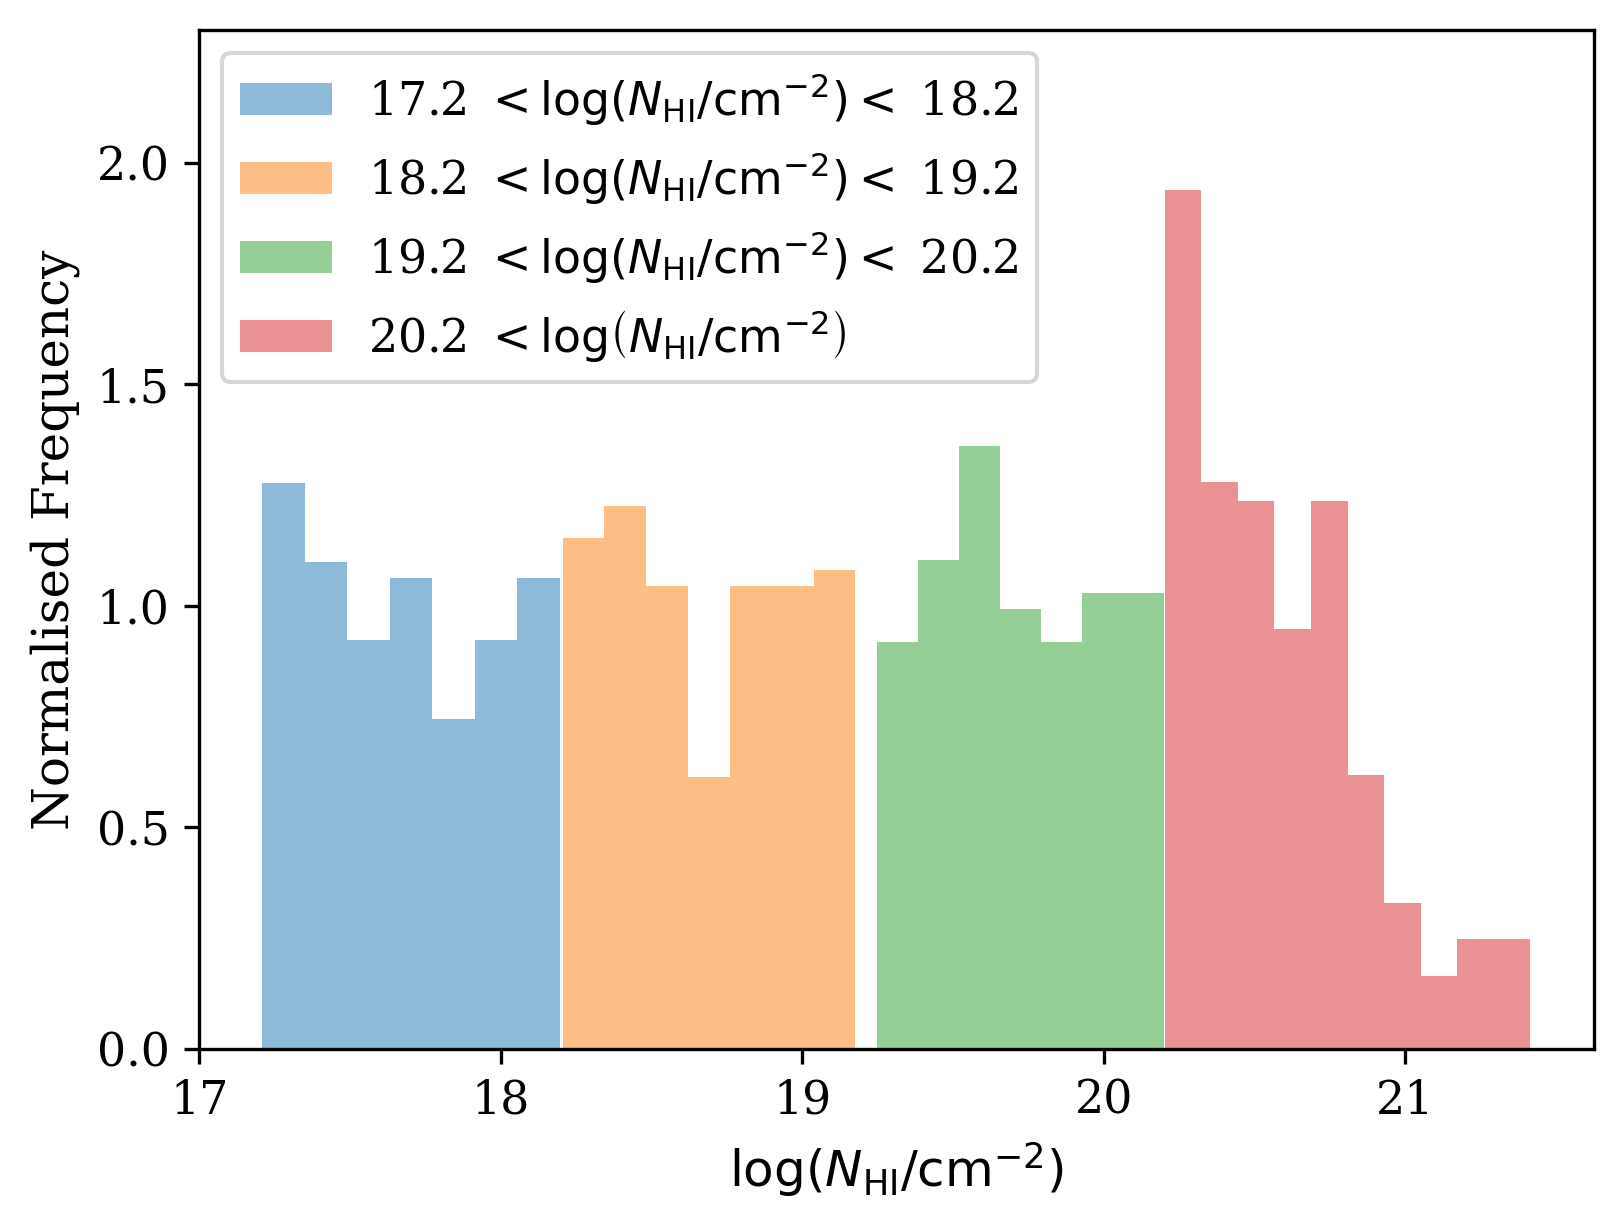 17.2 < log(N_HI/cm⁻²) < 18.2
18.2 < log(N_HI/cm⁻²) < 19.2
19.2 < log(N_HI/cm⁻²) < 20.2
20.2 < log(N_HI/cm⁻²)
Normalised Frequency
2.0
1.5
1.0
0.5
0.0
17 18 19 20 21
log(N_HI/cm⁻²)